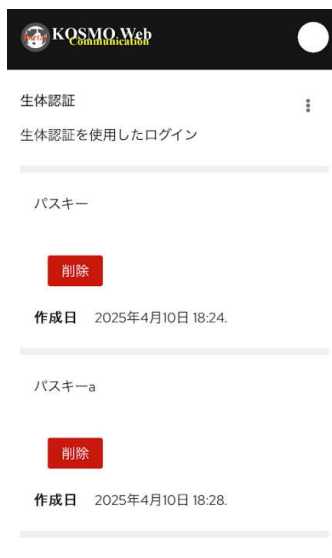 Portal
KOSMO.Web
Communication
生体認証
生体認証を使用したログイン
パスキー
削除
作成日 2025年4月10日 18:24.
パスキーa
削除
作成日 2025年4月10日 18:28.